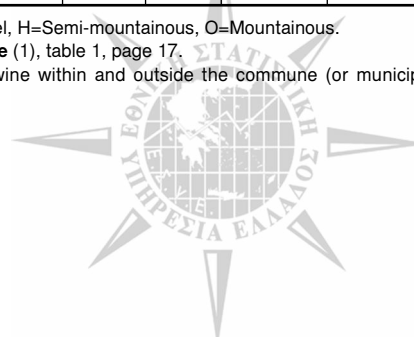 el, H=Semi-mountainous, O=Mountainous.
e (1), table 1, page 17.
wine within and outside the commune (or municip
ΕΘΝΙΚΗ ΣΤΑΤΙΣΤΙΚΗ
ΥΠΗΡΕΣΙΑ ΕΛΛΑΔΟΣ
Ε.Σ.Υ.Ε.